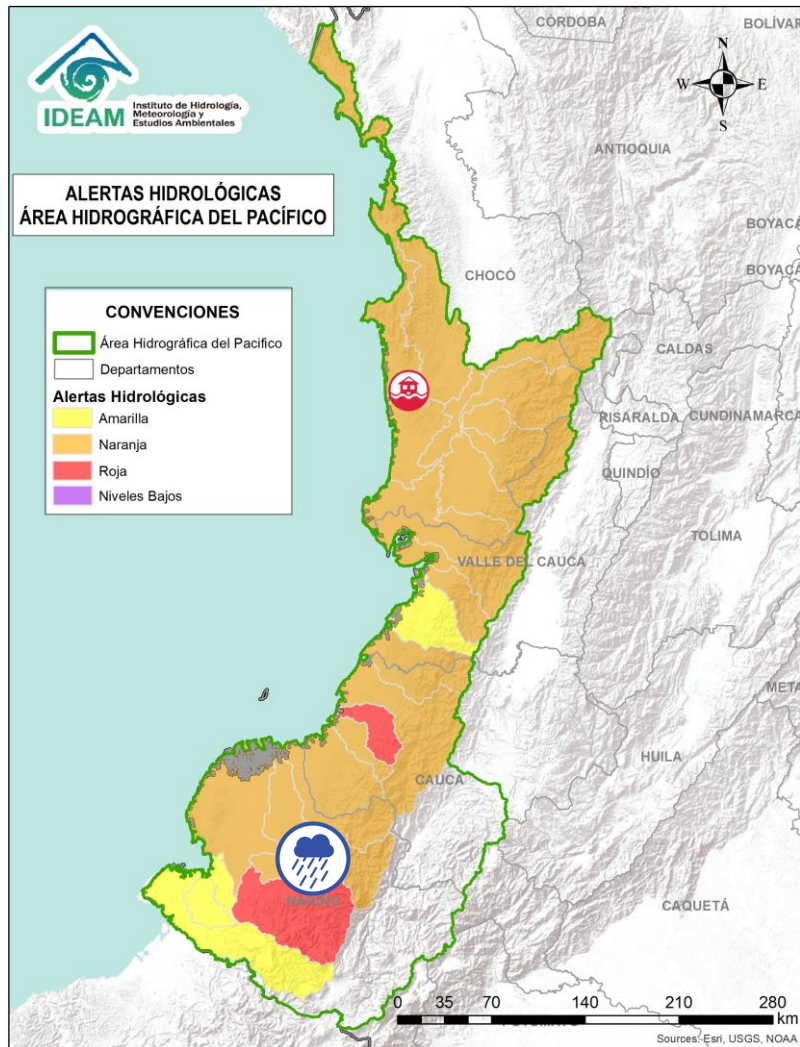 CÓRDOBA
BOLÍVAR
IDEAM
Instituto de Hidrología,
Meteorología y
Estudios Ambientales
N
W
E
S
ANTIOQUIA
ALERTAS HIDROLÓGICAS
ÁREA HIDROGRÁFICA DEL PACÍFICO
BOYACÁ
BOYACÁ
CHOCÓ
CONVENCIONES
Área Hidrográfica del Pacifico
Departamentos
Alertas Hidrológicas
Amarilla
Naranja
Roja
Niveles Bajos
CALDAS
RISARALDA
CUNDINAMARCA
QUINDÍO
TOLIMA
VALLE DEL CAUCA
META
HUILA
CAUCA
NARIÑO
CAQUETÁ
0 35 70 140 210 280
km
Sources: Esri, USGS, NOAA